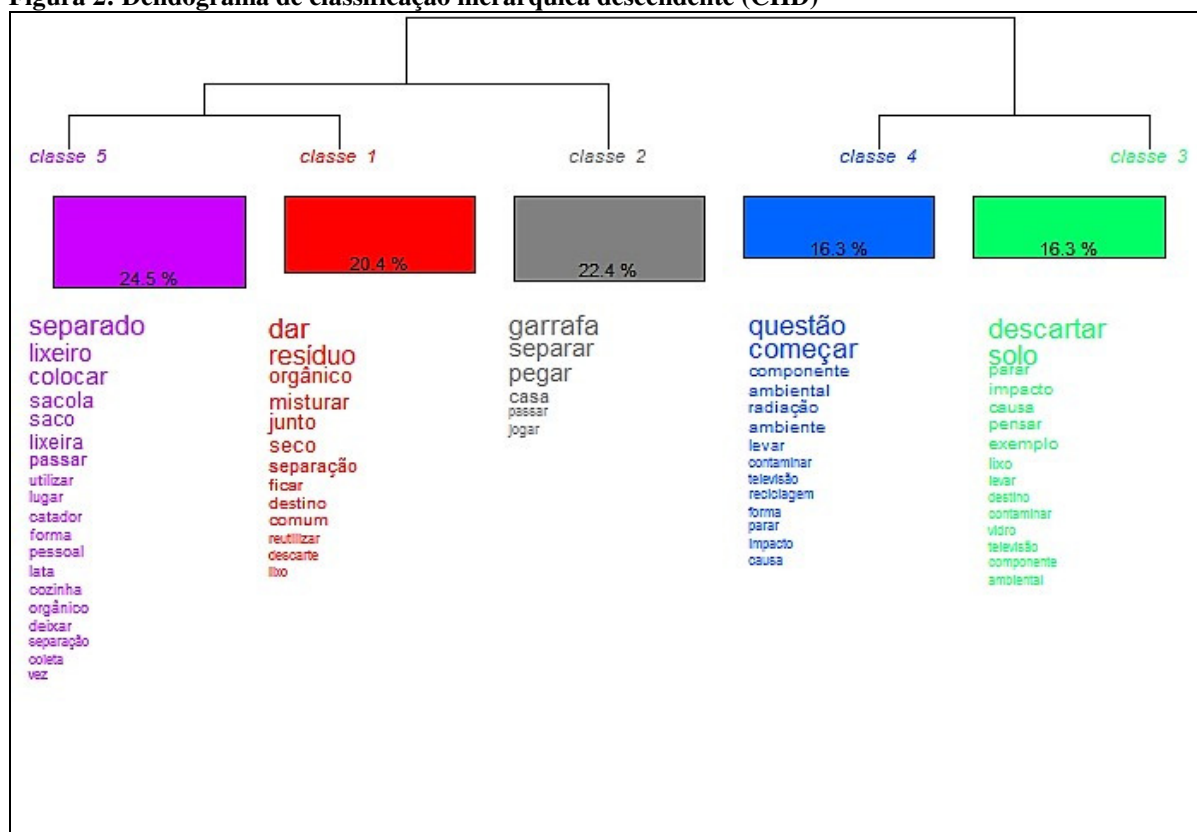 Figura 2: Dendograma de classificação hierárquica descendente (CHD)
classe 5
classe 1
classe 2
classe 4
classe 3
24.5 %
20.4 %
22.4 %
16.3 %
16.3 %
separado
lixeiro
colocar
sacola
saco
lixeira
passar
utilizar
lugar
catador
forma
pessoal
lata
cozinha
orgânico
deixar
separação
coleta
vez
dar
resíduo
orgânico
misturar
junto
seco
separação
ficar
destino
comum
reutilizar
descarte
lixo
garrafa
separar
pegar
casa
passar
jogar
questão
começar
componente
ambiental
radiação
ambiente
levar
contaminar
televisão
reciclagem
forma
parar
impacto
causa
descartar
solo
parar
impacto
causa
pensar
exemplo
lixo
levar
destino
contaminar
vidro
televisão
componente
ambiental